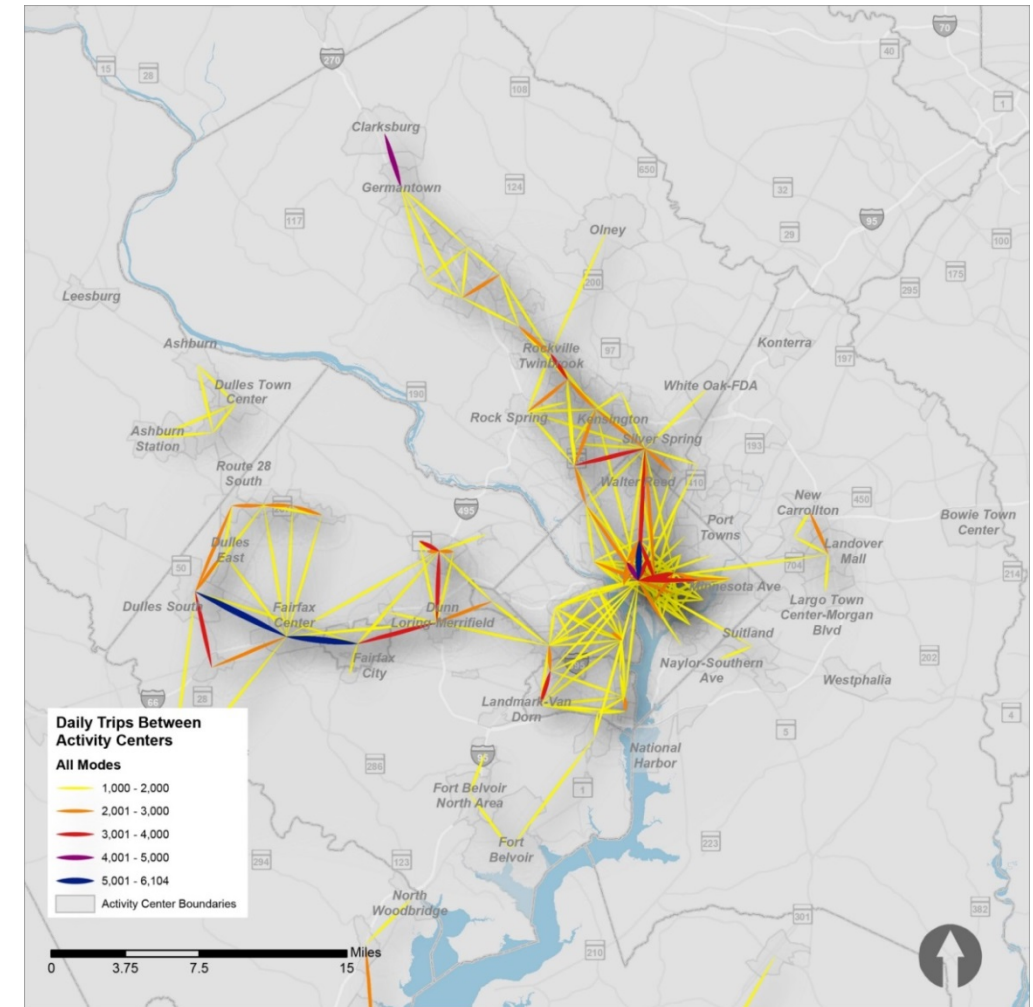 70
40
270
15
28
108
1
Clarksburg
650
Germantown
124
32
95
117
29
Olney
100
175
200
295
Leesburg
Ashburn
Konterra
97
Rockville
Twinbrook
197
White Oak-FDA
Dulles Town
Center
190
Rock Spring
Kensington
Ashburn
Station
Silver Spring
193
Route 28
South
Walter Reed
410
New
Carrollton
450
495
Bowie Town
Center
Port
Towns
Dulles
East
Landover
Mall
50
704
214
Minnesota Ave
Dulles South
Fairfax
Center
Dunn
Loring-Merrifield
Largo Town
Center-Morgan
Blvd
Suitland
Fairfax
City
202
Naylor-Southern
Ave
Westphalia
66
28
Landmark-Van
Dorn
4
5
National
Harbor
95
286
1
Fort Belvoir
North Area
Fort
Belvoir
223
294
123
North
Woodbridge
301
382
210
Daily Trips Between
Activity Centers
All Modes
1,000 - 2,000
2,001 - 3,000
3,001 - 4,000
4,001 - 5,000
5,001 - 6,104
Activity Center Boundaries
Miles
0 3.75 7.5 15